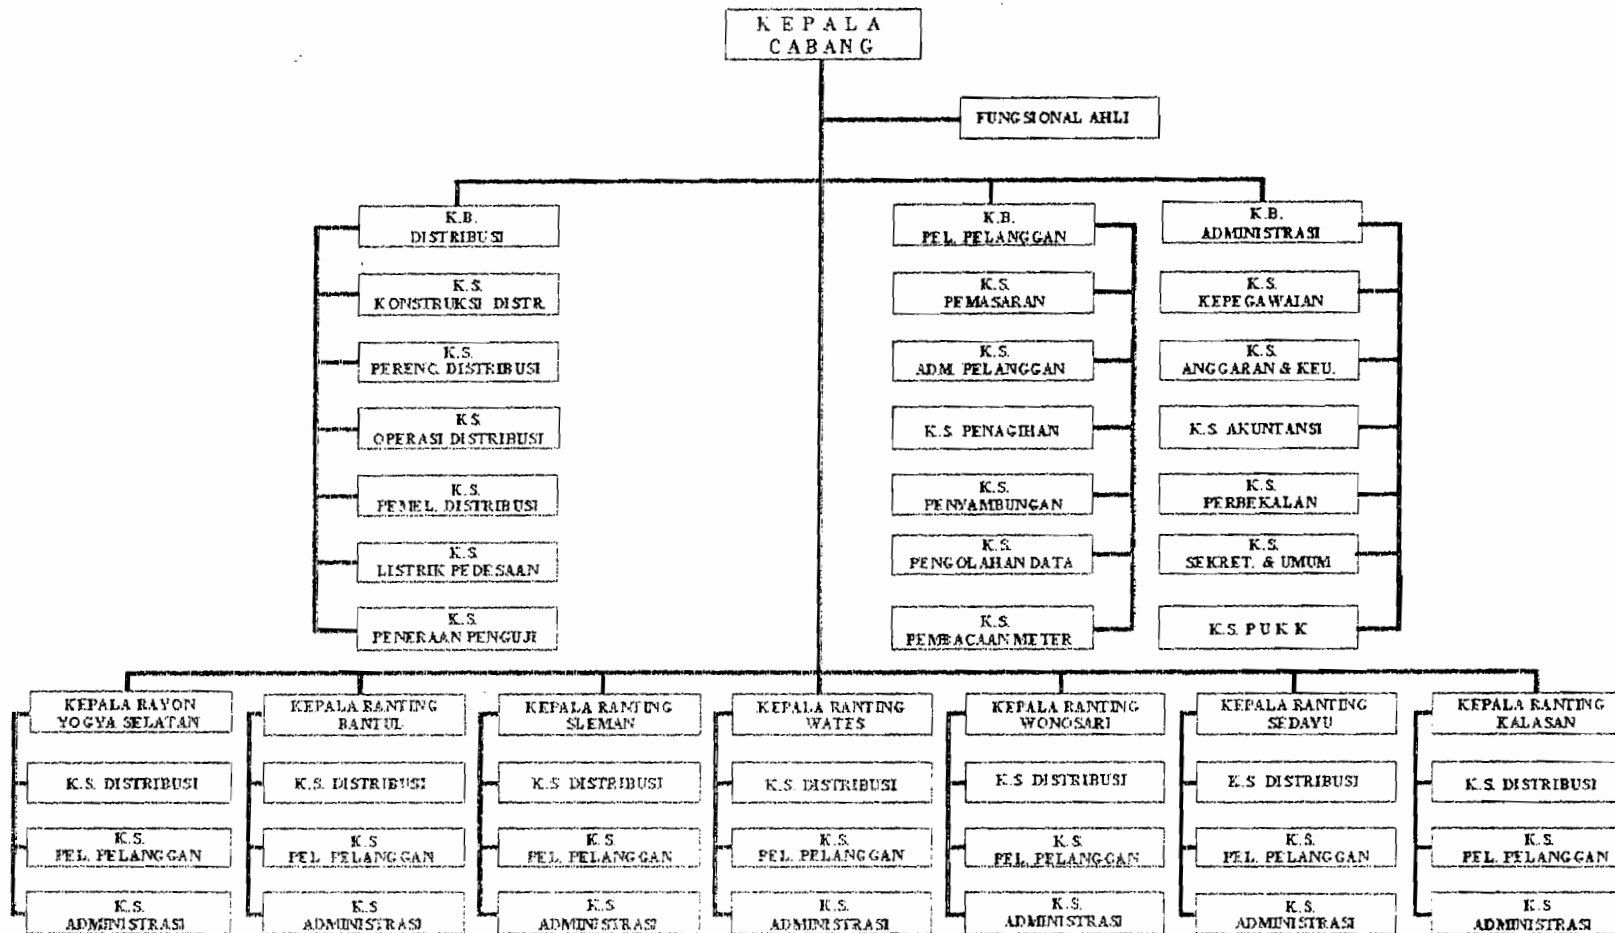 KEPALA
CABANG
FUNGSIONAL AHLI
K.B.
DISTRIBUSI
K.S.
KONSTRUKSI DISTR.
K.S.
PERENC. DISTRIBUSI
KS.
OPERASI DISTRIBUSI
K.S.
PEMEL. DISTRIBUSI
K.S.
LISTRIK PEDESAAN
K.S.
PENERAAN PENGUJI
K.B.
PEL. PELANGGAN
K.S.
PEMASARAN
K.S.
ADM. PELANGGAN
K.S. PENAGIHAN
K.S.
PENYAMBUNGAN
K.S.
PENGOLAHAN DATA
K.S.
PEMBACAAN METER
K.B.
ADMINISTRASI
K.S.
KEPEGAWAIAN
K.S.
ANGGARAN & KEU.
K.S. AKUNTANSI
K.S.
PERBEKALAN
K.S.
SEKRET. & UMUM
K.S. P U K K
KEPALA RAYON
YOGYA SELATAN
K.S. DISTRIBUSI
K.S.
PEL. PELANGGAN
K.S.
ADMINISTRASI
KEPALA RANTING
BANTUL
K.S. DISTRIBUSI
K.S
PEL. PELANGGAN
K.S
ADMINISTRASI
KEPALA RANTING
SLEMAN
K.S DISTRIBUSI
K.S.
PEL. PELANGGAN
K.S
ADMINISTRASI
KEPALA RANTING
WATES
K.S. DISTRIBUSI
K.S.
PEL. PELANGGAN
K.S.
ADMINISTRASI
KEPALA RANTING
WONOSARI
K.S DISTRIBUSI
K.S.
PEL. PELANGGAN
K.S.
ADMINISTRASI
KEPALA RANTING
SEDAYU
K.S DISTRIBUSI
K.S.
PEL. PELANGGAN
K.S.
ADMINISTRASI
KEPALA RANTING
KALASAN
K.S. DISTRIBUSI
K.S.
PEL. PELANGGAN
K.S
ADMINISTRASI